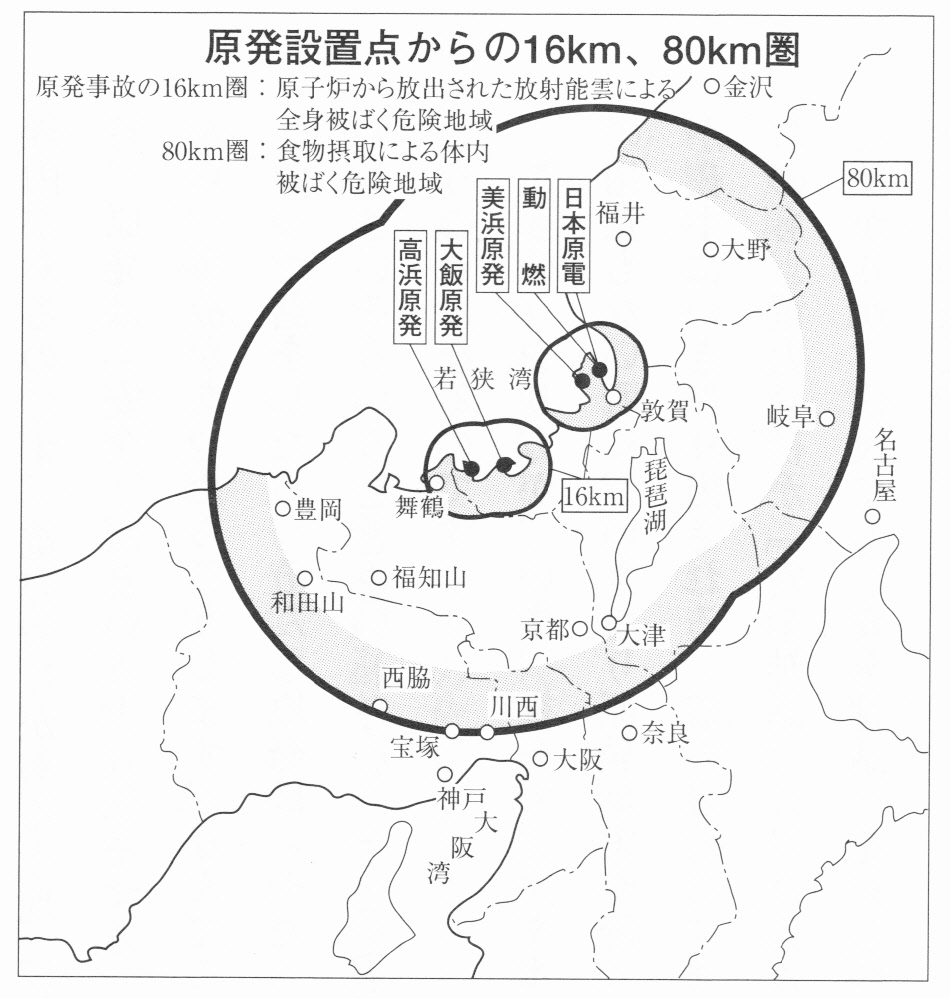 原発設置点からの16km、80km圏
原発事故の16km圏：原子炉から放出された放射能雲による
全身被ばく危険地域
80km圏：食物摂取による体内
被ばく危険地域
金沢
80km
日本原電
動燃
美浜原発
大飯原発
高浜原発
福井
大野
若狭湾
敦賀
岐阜
名古屋
琵琶湖
16km
舞鶴
豊岡
福知山
和田山
京都
大津
西脇
川西
宝塚
奈良
大阪
神戸
大阪湾